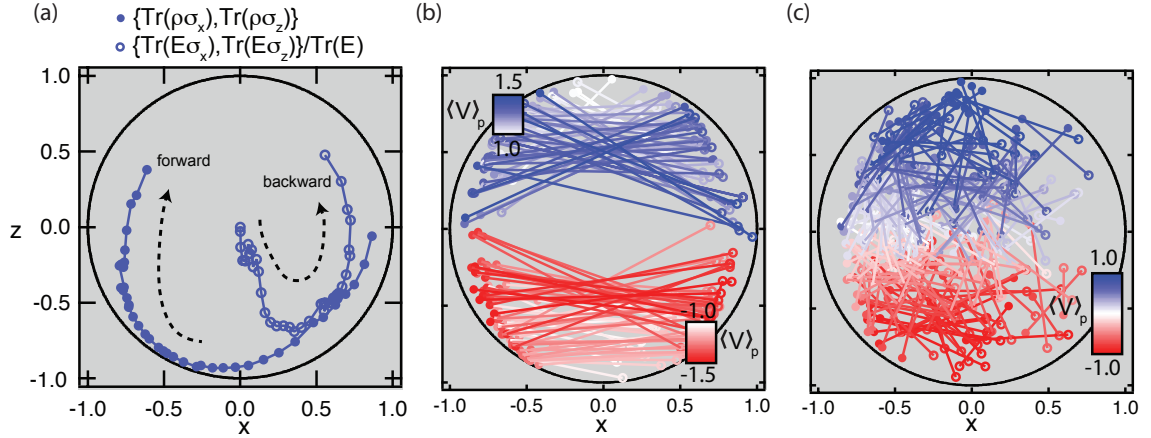 (a)
{Tr(ρσx),Tr(ρσz)}
{Tr(Eσx),Tr(Eσz)}/Tr(E)
1.0
0.5
0.0
-0.5
-1.0
z
forward
backward
-1.0 -0.5 0.0 0.5 1.0
x
(b)
⟨V⟩p
1.5
1.0
⟨V⟩p
-1.0
-1.5
-1.0 -0.5 0.0 0.5 1.0
x
(c)
⟨V⟩p
1.0
-1.0
-1.0 -0.5 0.0 0.5 1.0
x